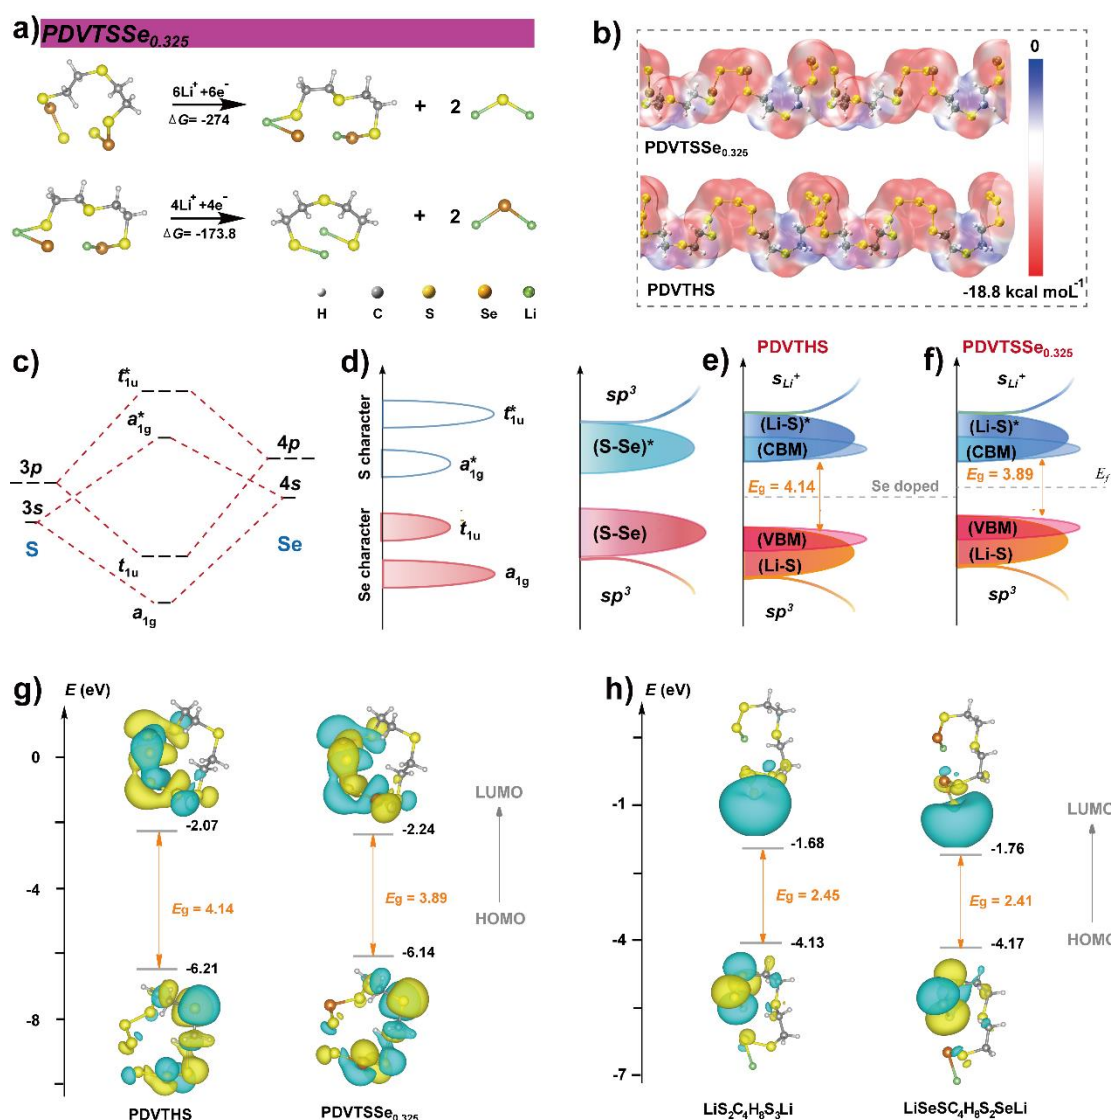 a) PDVTSSe0.325
6Li+ +6e-
ΔG= -274
+ 2
4Li+ +4e-
ΔG= -173.8
+ 2
H C S Se Li
b)
0
PDVTSSe0.325
PDVTHS
-18.8 kcal moL-1
c)
t*1u
a*1g
3p
4p
3s
4s
S
Se
t1u
a1g
d)
S character
Se character
t*1u
a*1g
t1u
a1g
sp3
(S-Se)*
(S-Se)
sp3
e) PDVTHS
sLi+
(Li-S)*
(CBM)
Eg = 4.14
Se doped
(VBM)
(Li-S)
sp3
f) PDVTSSe0.325
sLi+
(Li-S)*
(CBM)
Eg = 3.89
Ef
(VBM)
(Li-S)
sp3
g) E (eV)
0
-4
-8
-2.07
Eg = 4.14
-6.21
PDVTHS
-2.24
Eg = 3.89
-6.14
PDVTSSe0.325
LUMO
HOMO
h) E (eV)
-1
-4
-7
-1.68
Eg = 2.45
-4.13
LiS2C4H8S3Li
-1.76
Eg = 2.41
-4.17
LiSeSC4H8S2SeLi
LUMO
HOMO